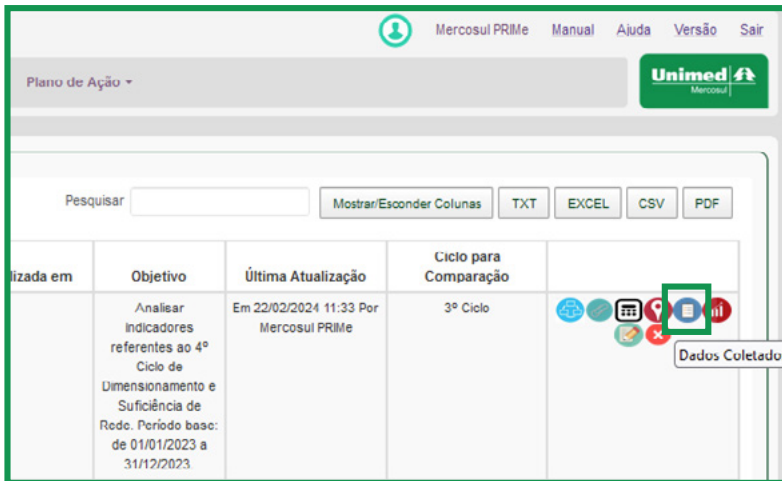 Mercosul PRIMe Manual Ajuda Versão Sair
Plano de Ação
Unimed
Mercosul
Pesquisar Mostrar/Esconder Colunas TXT EXCEL CSV PDF
lizada em Objetivo Última Atualização Ciclo para
Comparação
Analisar
indicadores
referentes ao 4º
Ciclo de
Dimensionamento e
Suficiência de
Rede. Período base:
de 01/01/2023 a
31/12/2023.
Em 22/02/2024 11:33 Por
Mercosul PRIMe
3º Ciclo
Dados Coletado